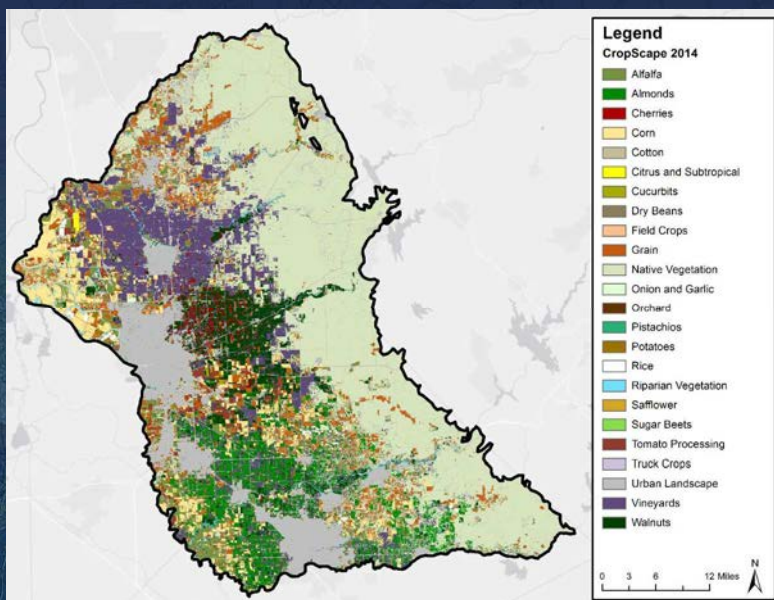 Legend
CropScape 2014
Alfalfa
Almonds
Cherries
Corn
Cotton
Citrus and Subtropical
Cucurbits
Dry Beans
Field Crops
Grain
Native Vegetation
Onion and Garlic
Orchard
Pistachios
Potatoes
Rice
Riparian Vegetation
Safflower
Sugar Beets
Tomato Processing
Truck Crops
Urban Landscape
Vineyards
Walnuts
N
0 3 6 12 Miles